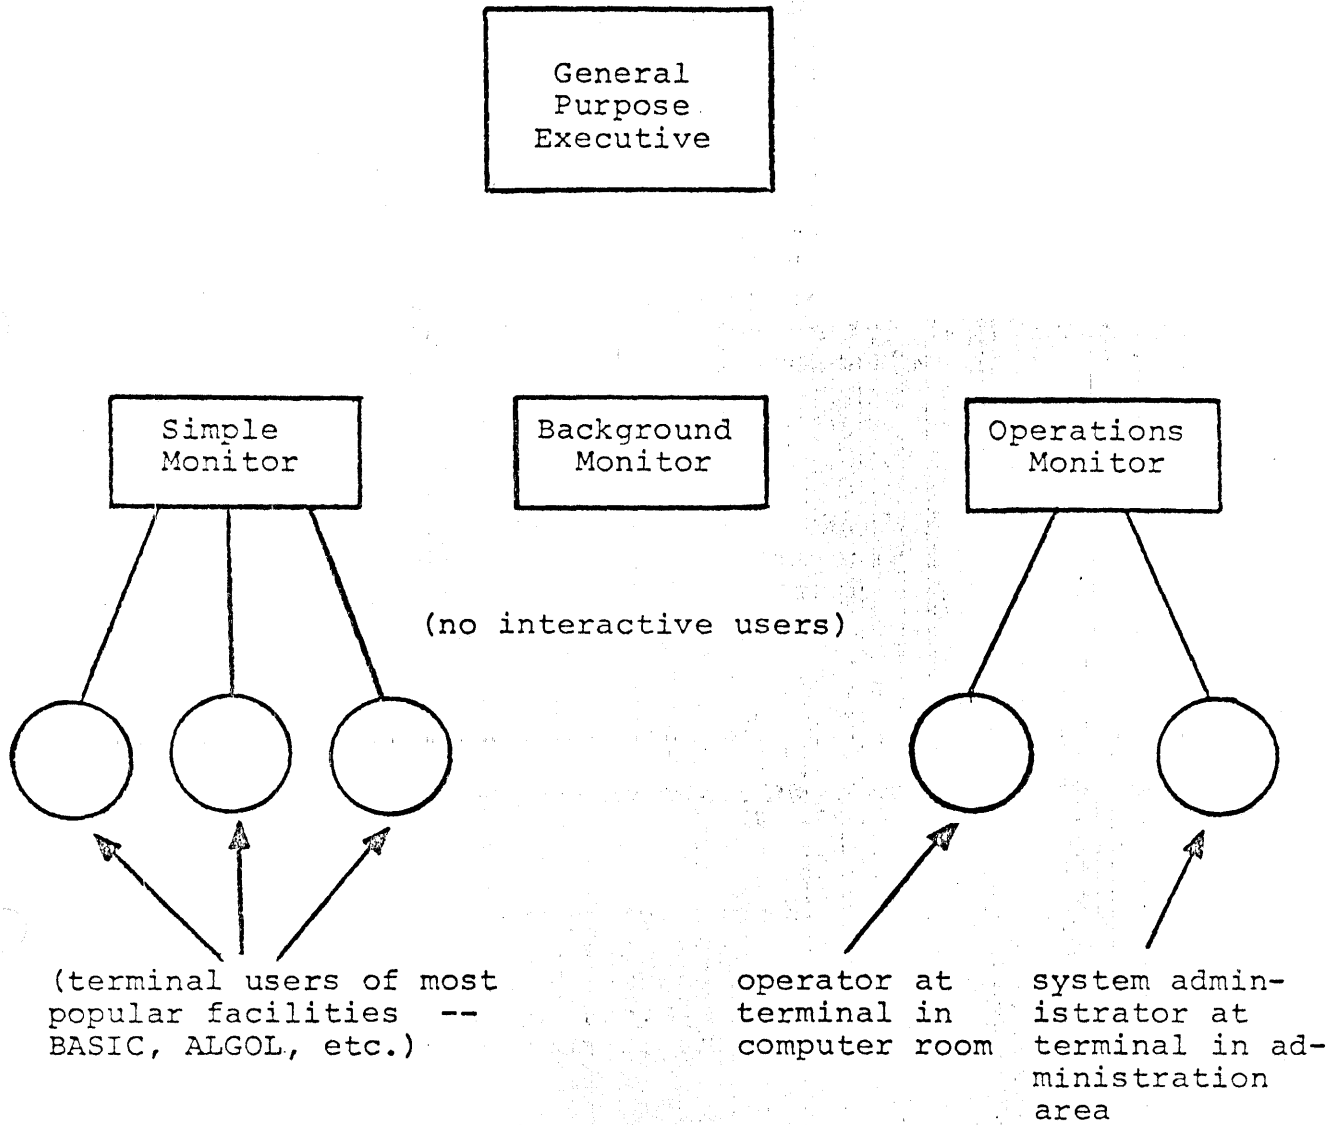 General
Purpose
Executive
Simple
Monitor
Background
Monitor
Operations
Monitor
(no interactive users)
(terminal users of most
popular facilities --
BASIC, ALGOL, etc.)
operator at
terminal in
computer room
system admin-
istrator at
terminal in ad-
ministration
area